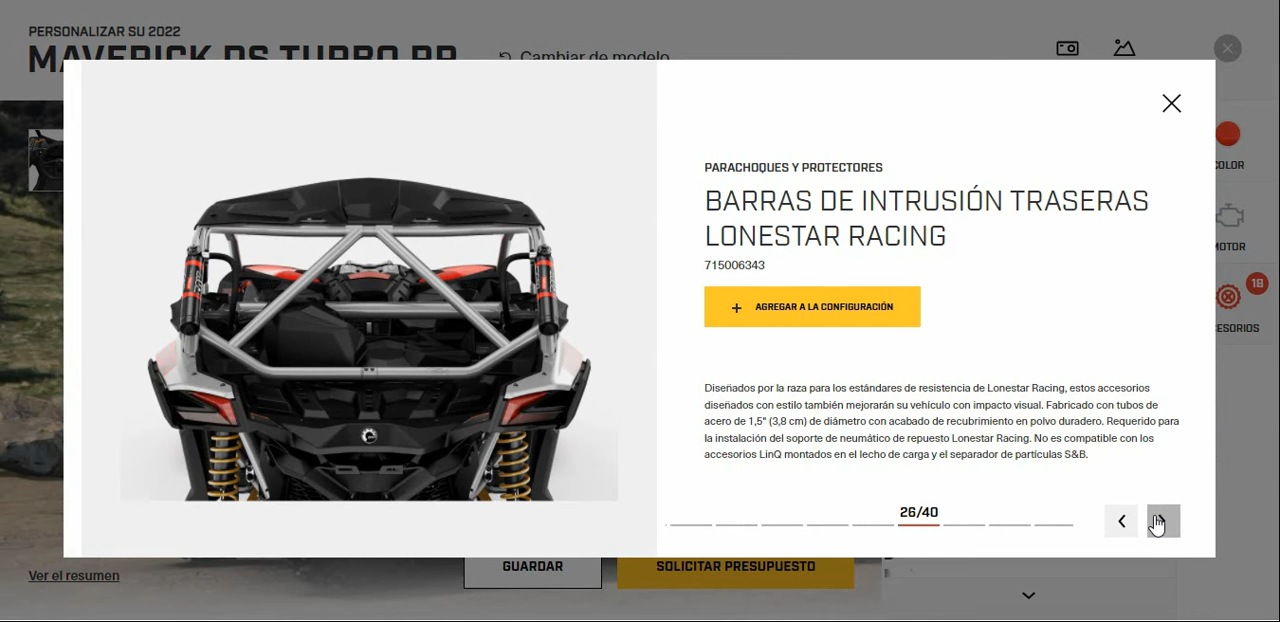 PERSONALIZAR SU 2022
MAVERICK DS TURBO RR
Cambiar de modelo
PARACHOQUES Y PROTECTORES
BARRAS DE INTRUSIÓN TRASERAS
LONESTAR RACING
715006343
+ AGREGAR A LA CONFIGURACIÓN
Diseñados por la raza para los estándares de resistencia de Lonestar Racing, estos accesorios
diseñados con estilo también mejorarán su vehículo con impacto visual. Fabricado con tubos de
acero de 1,5" (3,8 cm) de diámetro con acabado de recubrimiento en polvo duradero. Requerido para
la instalación del soporte de neumático de repuesto Lonestar Racing. No es compatible con los
accesorios LinQ montados en el lecho de carga y el separador de partículas S&B.
26/40
OLOR
MOTOR
18
ESORIOS
Ver el resumen
GUARDAR
SOLICITAR PRESUPUESTO